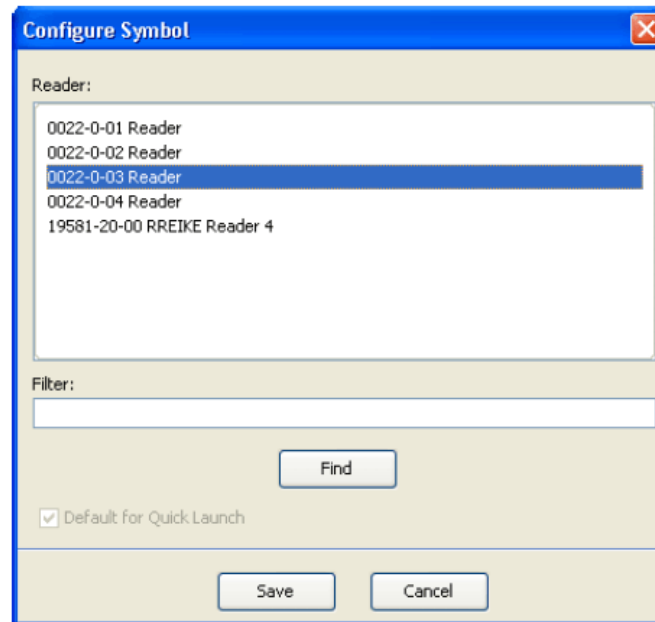 Configure Symbol
Reader:
0022-0-01 Reader
0022-0-02 Reader
0022-0-03 Reader
0022-0-04 Reader
19581-20-00 RREIKE Reader 4
Filter:
Find
Default for Quick Launch
Save Cancel